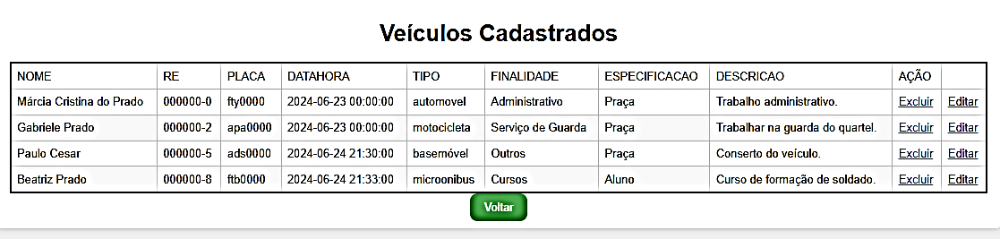 Veículos Cadastrados
NOME RE PLACA DATAHORA TIPO FINALIDADE ESPECIFICACAO DESCRICAO AÇÃO
Márcia Cristina do Prado 000000-0 fty0000 2024-06-23 00:00:00 automovel Administrativo Praça Trabalho administrativo. Excluir Editar
Gabriele Prado 000000-2 apa0000 2024-06-23 00:00:00 motocicleta Serviço de Guarda Praça Trabalhar na guarda do quartel. Excluir Editar
Paulo Cesar 000000-5 ads0000 2024-06-24 21:30:00 basemóvel Outros Praça Conserto do veículo. Excluir Editar
Beatriz Prado 000000-8 ftb0000 2024-06-24 21:33:00 microonibus Cursos Aluno Curso de formação de soldado. Excluir Editar
Voltar